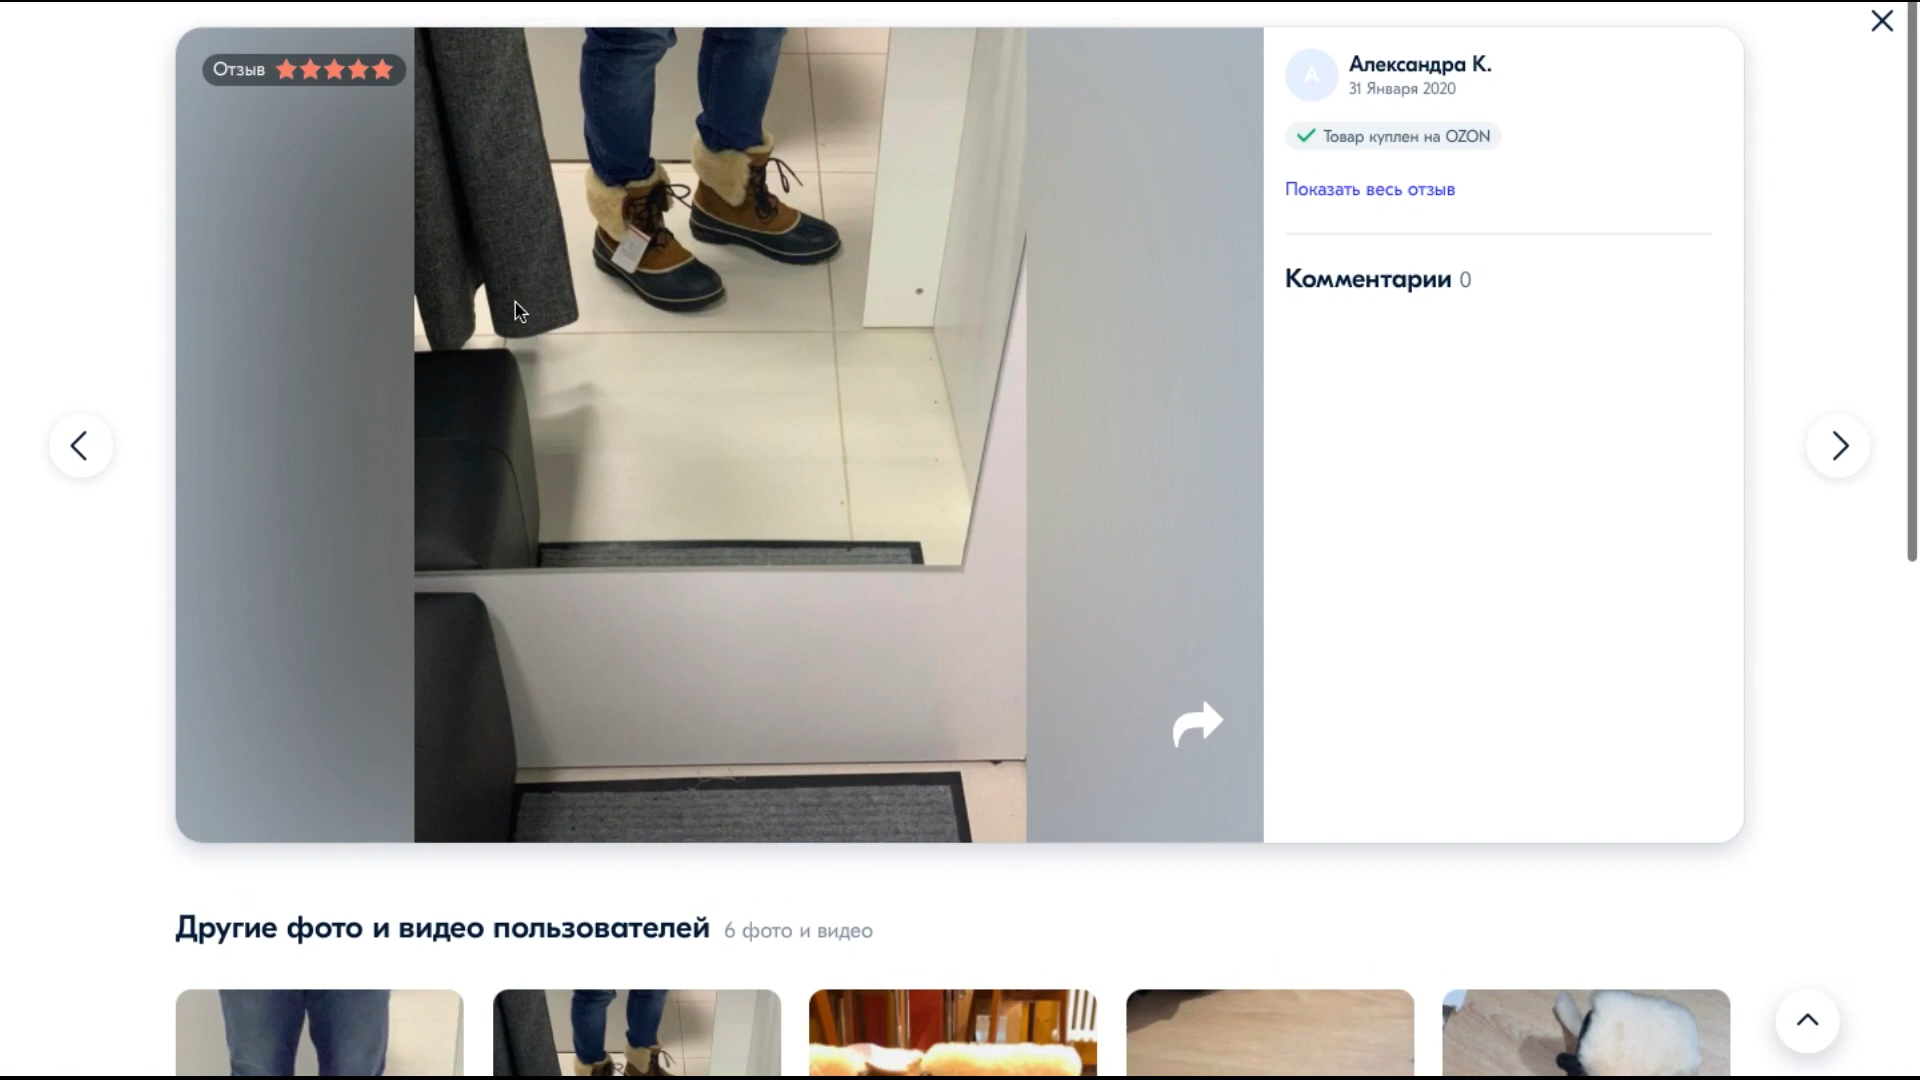 Отзыв
Александра К.
31 Января 2020
Товар куплен на OZON
Показать весь отзыв
Комментарии 0
Другие фото и видео пользователей 6 фото и видео